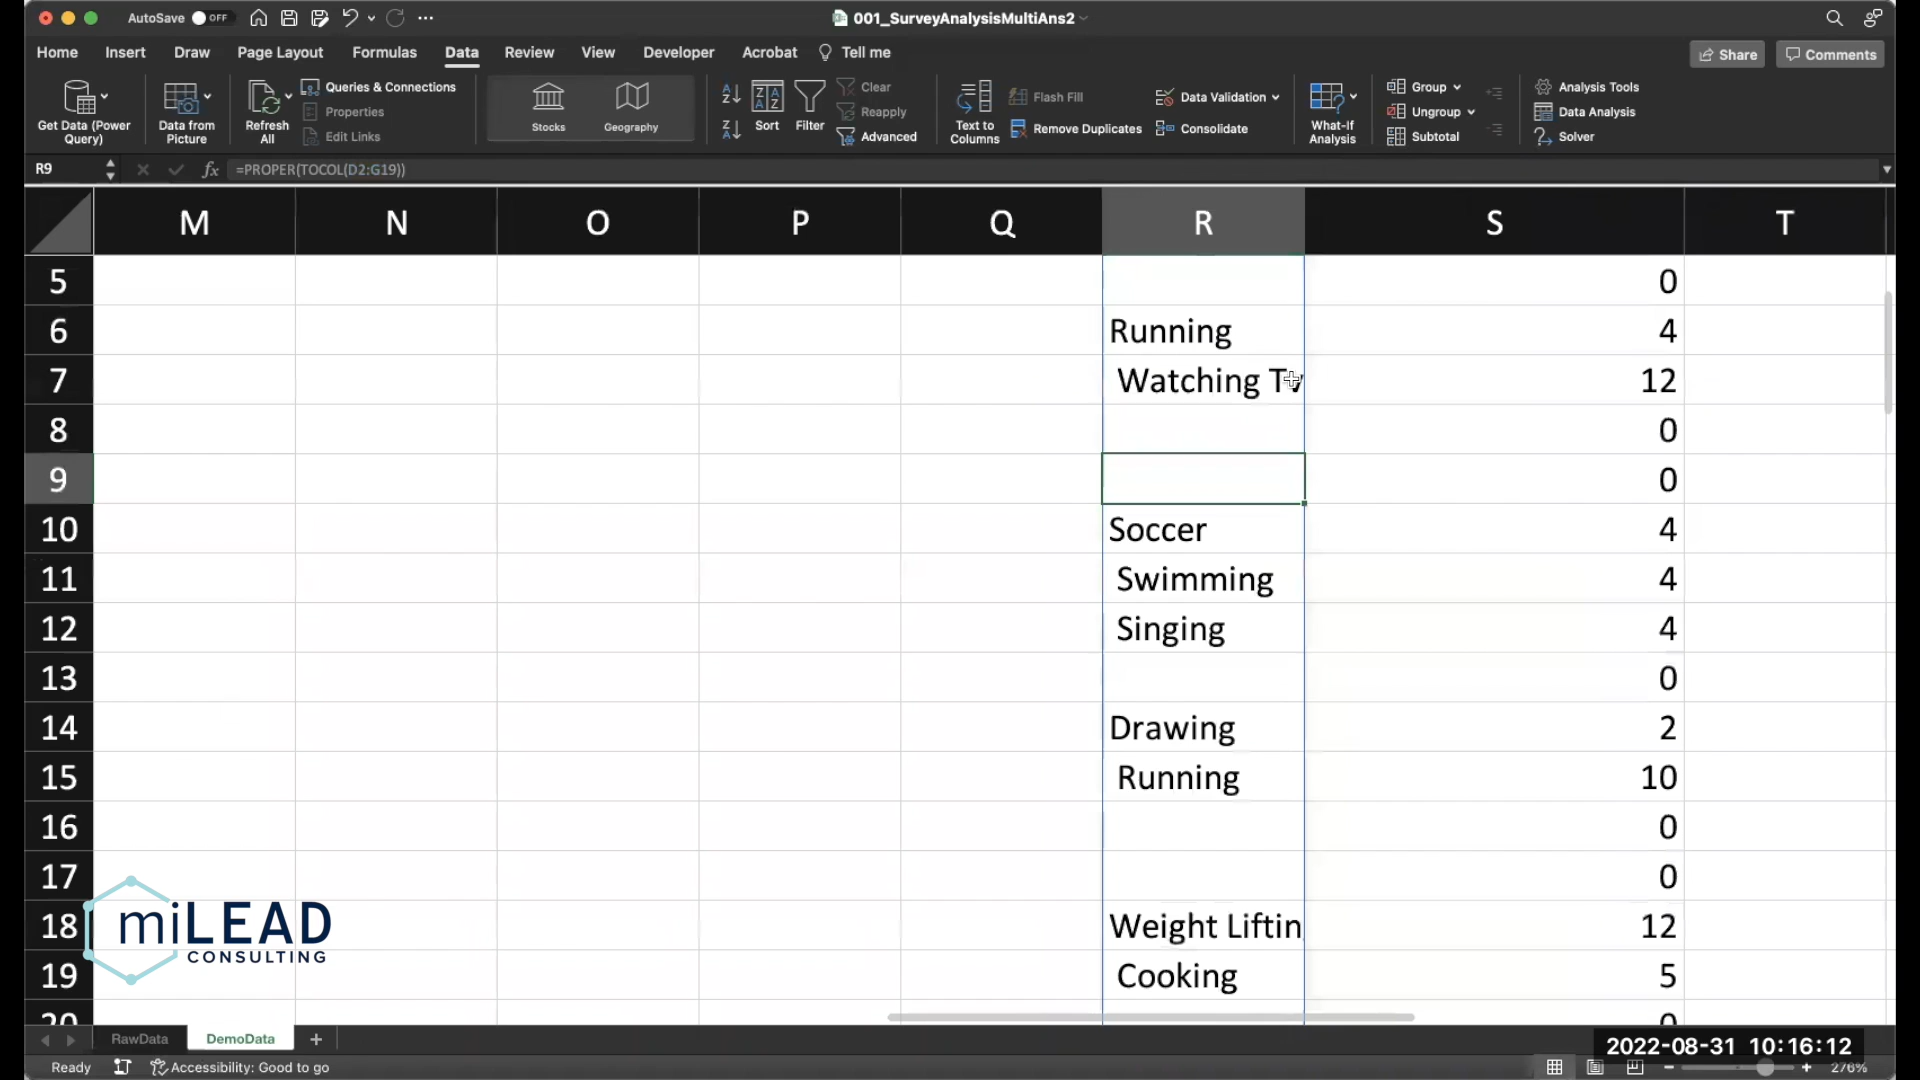 AutoSave OFF 001_SurveyAnalysisMultiAns2
Home Insert Draw Page Layout Formulas Data Review View Developer Acrobat Tell me Share Comments
Get Data (Power Query)
Data from Picture
Refresh All
Queries & Connections
Properties
Edit Links
Stocks
Geography
Sort
Filter
Clear
Reapply
Advanced
Text to Columns
Flash Fill
Remove Duplicates
Data Validation
Consolidate
What-If Analysis
Group
Ungroup
Subtotal
Analysis Tools
Data Analysis
Solver
R9 fx =PROPER(TOCOL(D2:G19))
M N O P Q R S T
5 0
6 Running 4
7 Watching Tv 12
8 0
9 0
10 Soccer 4
11 Swimming 4
12 Singing 4
13 0
14 Drawing 2
15 Running 10
16 0
17 0
18 Weight Liftin 12
19 Cooking 5
20 0
miLEAD
CONSULTING
RawData DemoData +
2022-08-31 10:16:12
Ready Accessibility: Good to go 276%